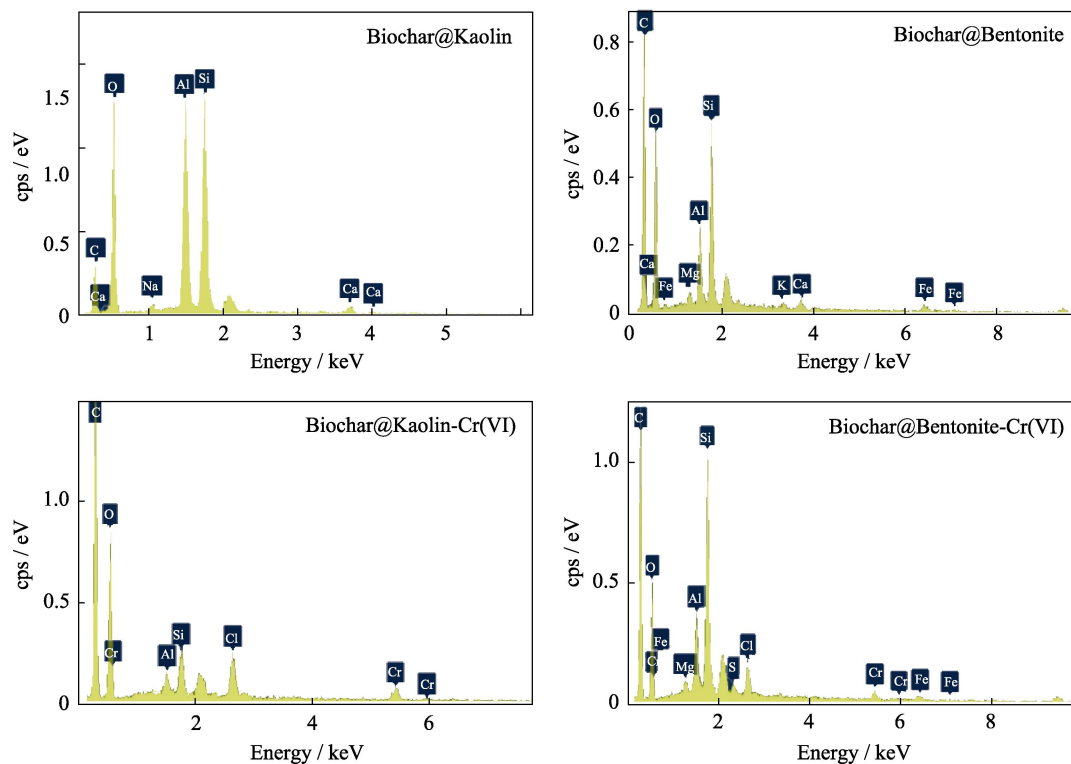 Biochar@Kaolin
cps / eV
1.5
1.0
0.5
0
C
Ca
O
Na
Al
Si
Ca
Ca
1
2
3
4
5
Energy / keV
Biochar@Bentonite
cps / eV
0.8
0.6
0.4
0.2
0
C
O
Ca
Fe
Mg
Al
Si
K
Ca
Fe
Fe
0
2
4
6
8
Energy / keV
Biochar@Kaolin-Cr(VI)
cps / eV
1.0
0.5
0
C
O
Cr
Al
Si
Cl
Cr
Cr
2
4
6
Energy / keV
Biochar@Bentonite-Cr(VI)
cps / eV
1.0
0.5
0
C
O
Fe
Mg
Al
Si
S
Cl
Cr
Cr
Fe
Fe
2
4
6
8
Energy / keV